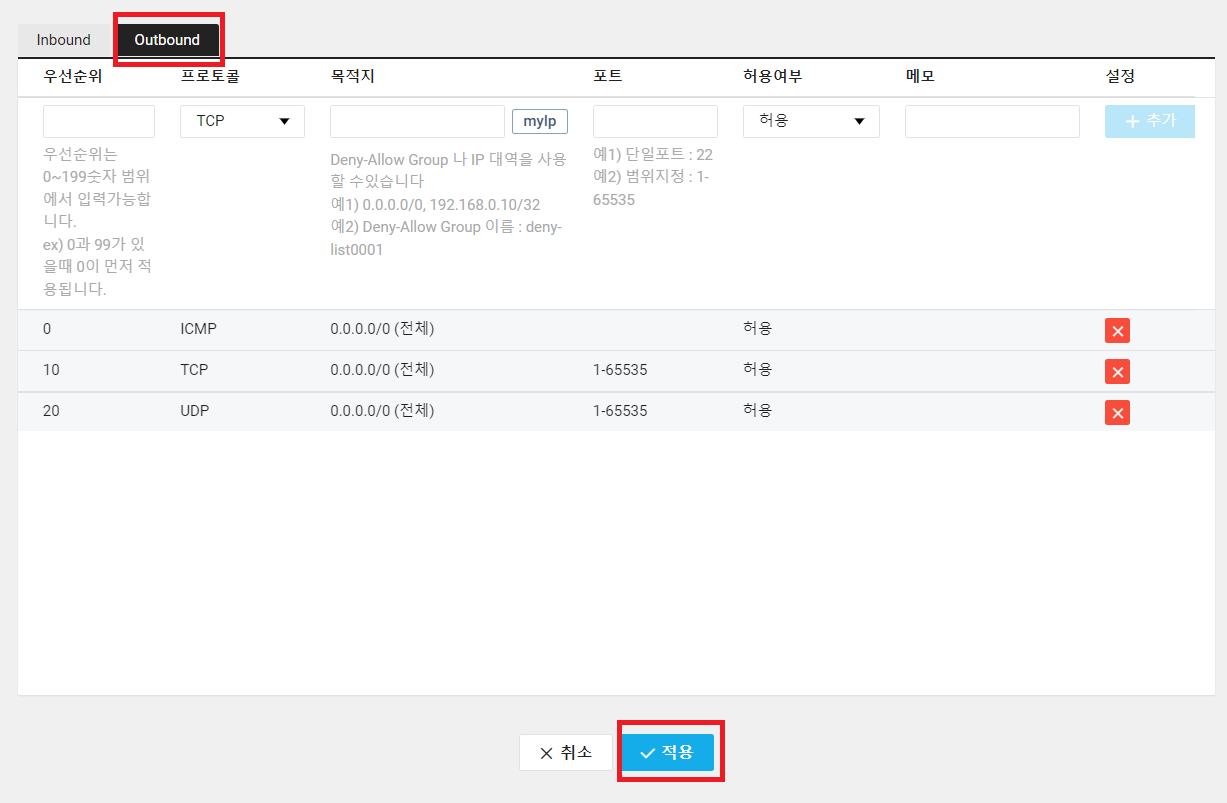 Inbound
Outbound
우선순위 프로토콜 목적지 포트 허용여부 메모 설정
TCP
myIp
허용
+ 추가
우선순위는
0~199숫자 범위
에서 입력가능합
니다.
ex) 0과 99가 있
을때 0이 먼저 적
용됩니다.
Deny-Allow Group 나 IP 대역을 사용
할 수있습니다
예1) 0.0.0.0/0, 192.168.0.10/32
예2) Deny-Allow Group 이름 : deny-
list0001
예1) 단일포트 : 22
예2) 범위지정 : 1-
65535
0 ICMP 0.0.0.0/0 (전체) 허용
10 TCP 0.0.0.0/0 (전체) 1-65535 허용
20 UDP 0.0.0.0/0 (전체) 1-65535 허용
취소
적용